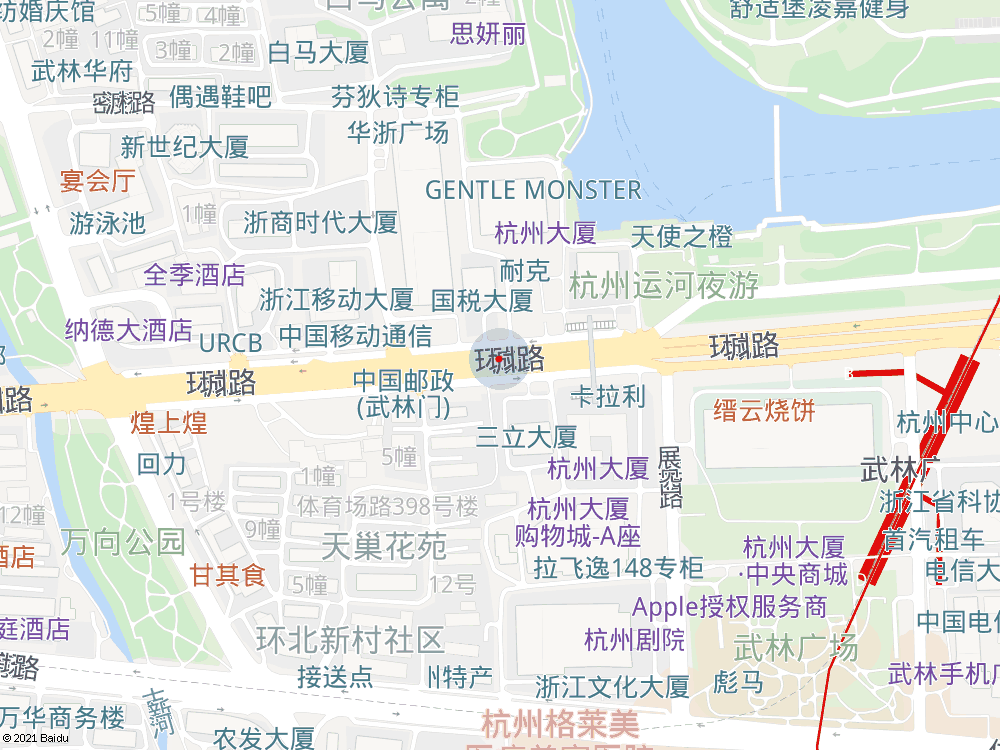 纺婚庆馆
5幢
4幢
白马公寓
思妍丽
舒适堡凌嘉健身
2幢
11幢
3幢
2幢
白马大厦
武林华府
偶遇鞋吧
芬狄诗专柜
华浙广场
新世纪大厦
宴会厅
GENTLE MONSTER
1幢
游泳池
浙商时代大厦
杭州大厦
天使之橙
全季酒店
耐克
杭州运河夜游
浙江移动大厦
国税大厦
纳德大酒店
URCB
中国移动通信
环城路
环城路
环城路
中国邮政
(武林门)
卡拉利
煌上煌
缙云烧饼
杭州中心
三立大厦
回力
5幢
杭州大厦
展览路
武林广
1幢
1号楼
体育场路398号楼
杭州大厦
购物城-A座
浙江省科协
12幢
9幢
万向公园
天巢花苑
首汽租车
杭州大厦
·中央商城
酒店
甘其食
5幢
12号
拉飞逸148专柜
电信大
Apple授权服务商
庭酒店
环北新村社区
杭州剧院
武林广场
中国电信
接送点
州特产
浙江文化大厦
彪马
武林手机广
万华商务楼
农发大厦
杭州格莱美
© 2021 Baidu